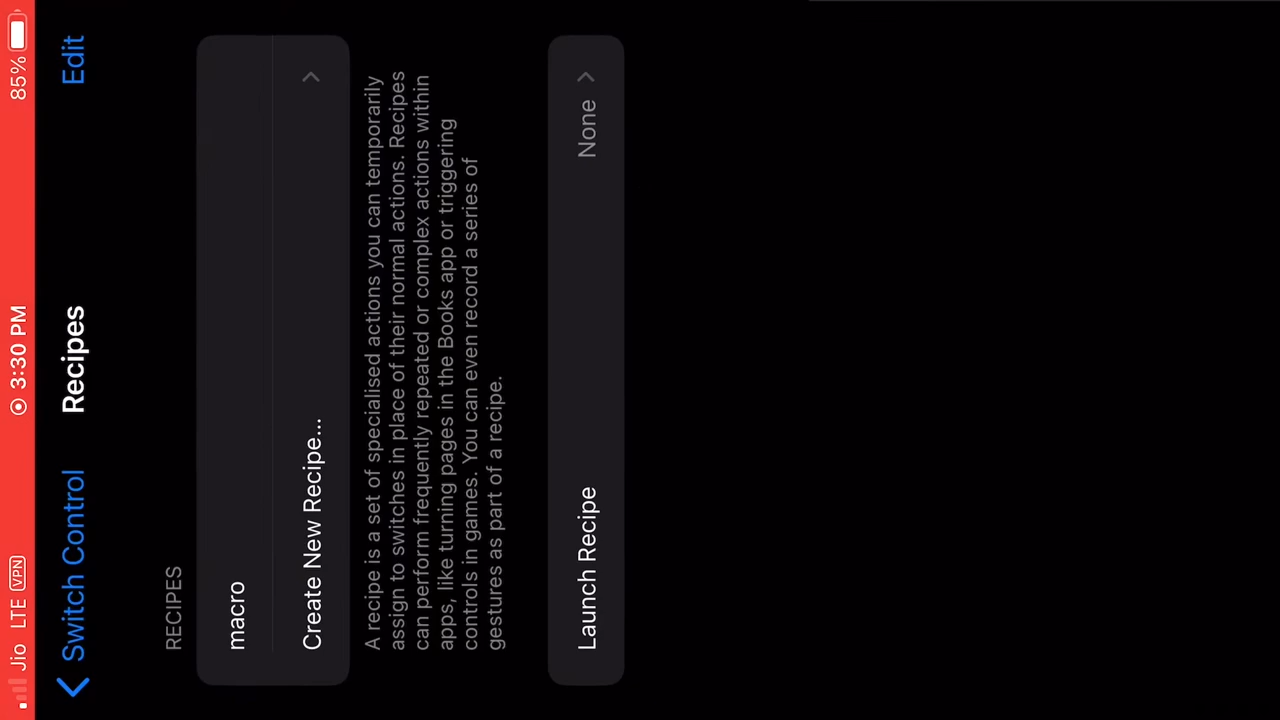 Jio LTE VPN 3:30 PM 85%
Switch Control Recipes Edit
RECIPES
macro
Create New Recipe...
A recipe is a set of specialised actions you can temporarily
assign to switches in place of their normal actions. Recipes
can perform frequently repeated or complex actions within
apps, like turning pages in the Books app or triggering
controls in games. You can even record a series of
gestures as part of a recipe.
Launch Recipe None